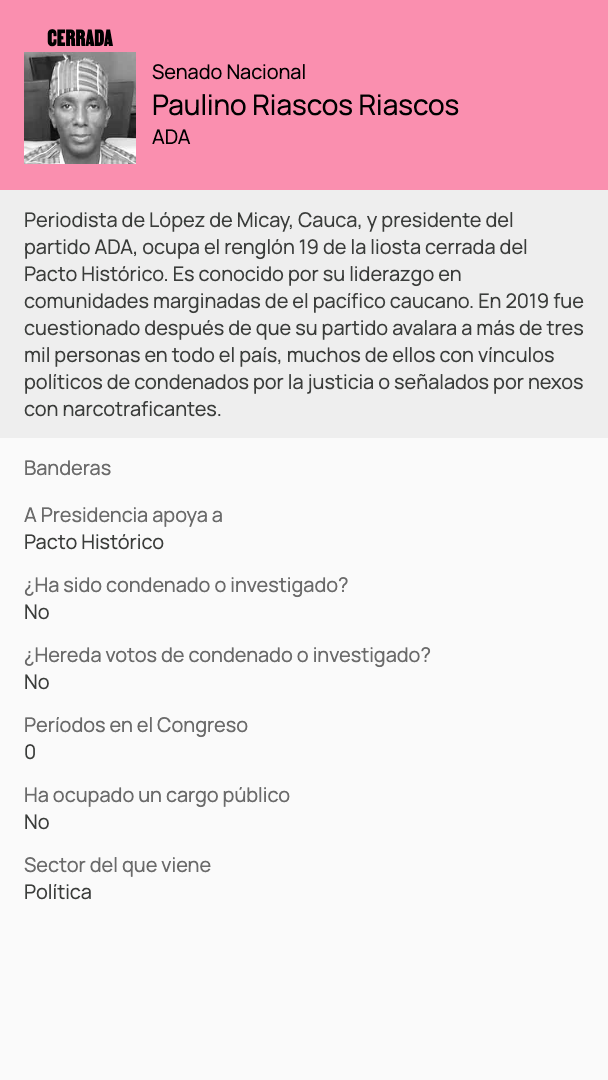 CERRADA
Senado Nacional
Paulino Riascos Riascos
ADA
Periodista de López de Micay, Cauca, y presidente del
partido ADA, ocupa el renglón 19 de la liosta cerrada del
Pacto Histórico. Es conocido por su liderazgo en
comunidades marginadas de el pacífico caucano. En 2019 fue
cuestionado después de que su partido avalara a más de tres
mil personas en todo el país, muchos de ellos con vínculos
políticos de condenados por la justicia o señalados por nexos
con narcotraficantes.
Banderas
A Presidencia apoya a
Pacto Histórico
¿Ha sido condenado o investigado?
No
¿Hereda votos de condenado o investigado?
No
Períodos en el Congreso
0
Ha ocupado un cargo público
No
Sector del que viene
Política